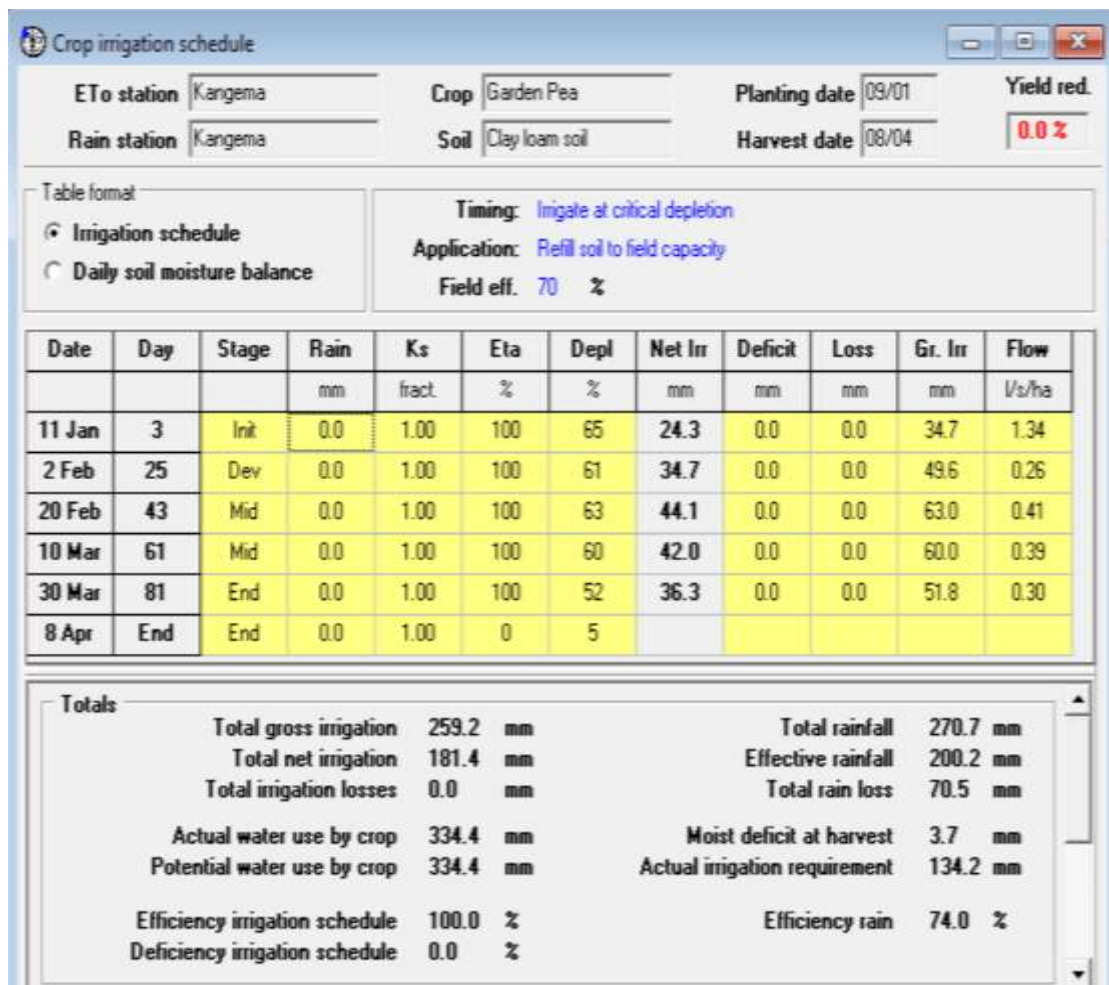 Crop irrigation schedule
ETo station Kangema Crop Garden Pea Planting date 09/01 Yield red.
Rain station Kangema Soil Clay loam soil Harvest date 08/04 0.0 %
Table format
Irrigation schedule
Daily soil moisture balance
Timing: Irrigate at critical depletion
Application: Refill soil to field capacity
Field eff. 70 %
Date Day Stage Rain Ks Eta Depl Net Irr Deficit Loss Gr. Irr Flow
mm fract. % % mm mm mm mm l/s/ha
11 Jan 3 Init 0.0 1.00 100 65 24.3 0.0 0.0 34.7 1.34
2 Feb 25 Dev 0.0 1.00 100 61 34.7 0.0 0.0 49.6 0.26
20 Feb 43 Mid 0.0 1.00 100 63 44.1 0.0 0.0 63.0 0.41
10 Mar 61 Mid 0.0 1.00 100 60 42.0 0.0 0.0 60.0 0.39
30 Mar 81 End 0.0 1.00 100 52 36.3 0.0 0.0 51.8 0.30
8 Apr End End 0.0 1.00 0 5
Totals
Total gross irrigation 259.2 mm Total rainfall 270.7 mm
Total net irrigation 181.4 mm Effective rainfall 200.2 mm
Total irrigation losses 0.0 mm Total rain loss 70.5 mm
Actual water use by crop 334.4 mm Moist deficit at harvest 3.7 mm
Potential water use by crop 334.4 mm Actual irrigation requirement 134.2 mm
Efficiency irrigation schedule 100.0 % Efficiency rain 74.0 %
Deficiency irrigation schedule 0.0 %